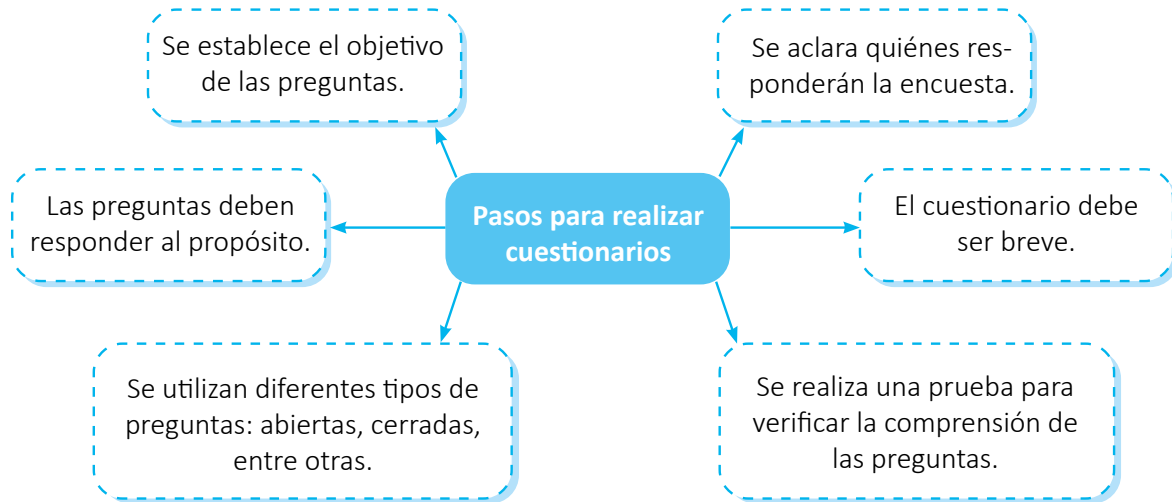 Se establece el objetivo
de las preguntas.
Se aclara quiénes res-
ponderán la encuesta.
Las preguntas deben
responder al propósito.
Pasos para realizar
cuestionarios
El cuestionario debe
ser breve.
Se utilizan diferentes tipos de
preguntas: abiertas, cerradas,
entre otras.
Se realiza una prueba para
verificar la comprensión de
las preguntas.